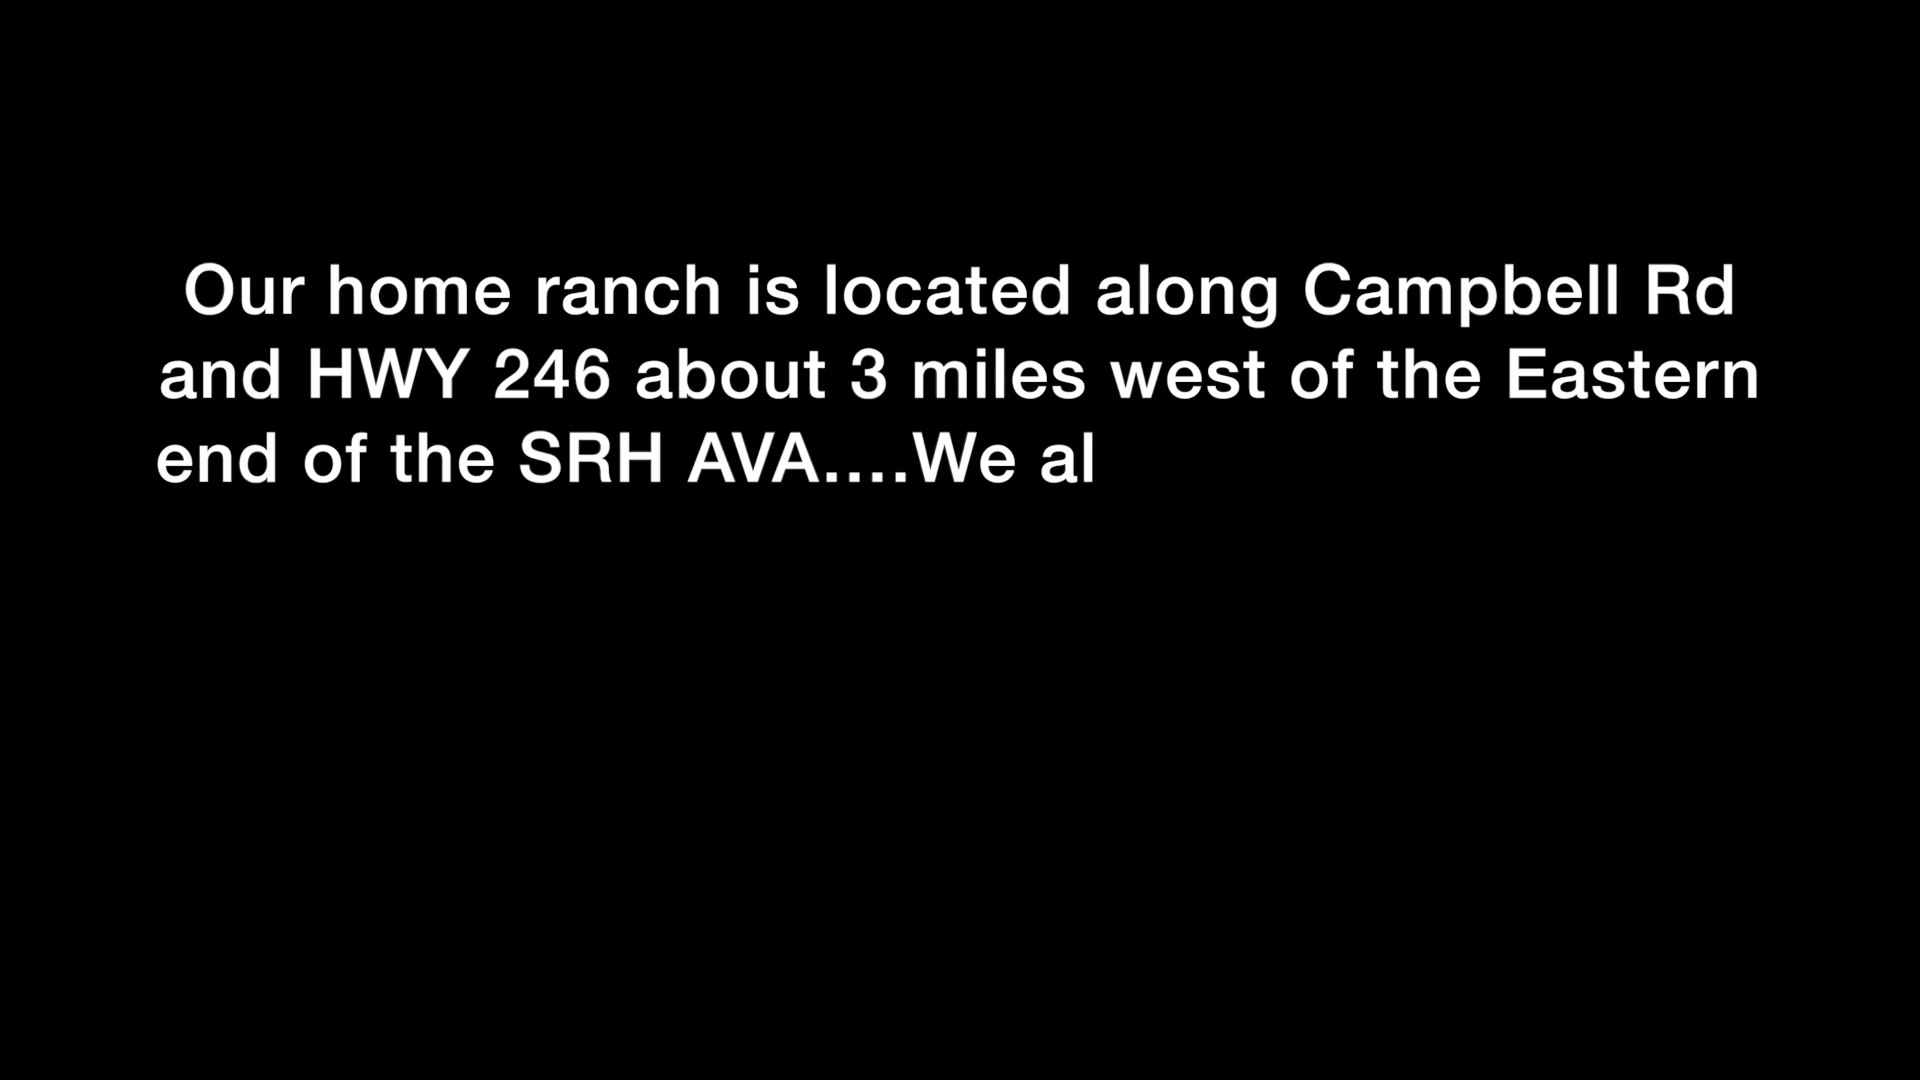 Our home ranch is located along Campbell Rd
and HWY 246 about 3 miles west of the Eastern
end of the SRH AVA....We al